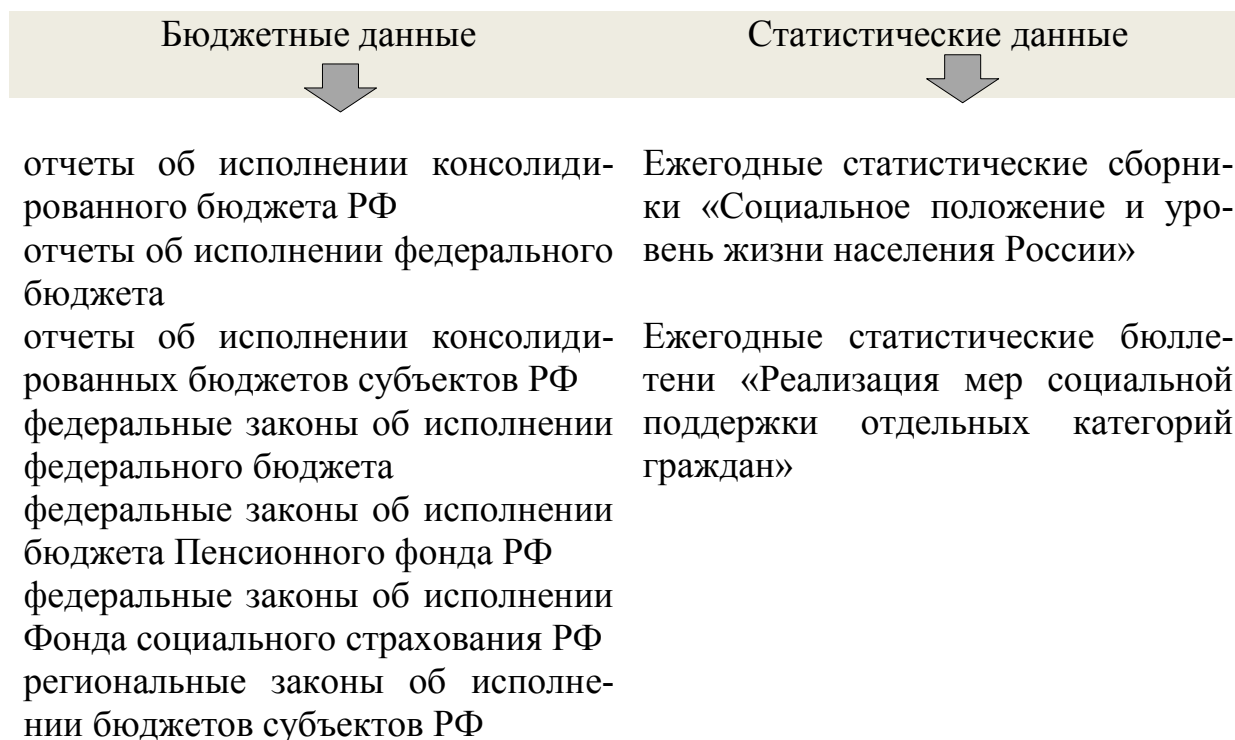 Бюджетные данные
Статистические данные
отчеты об исполнении консолиди-
рованного бюджета РФ
отчеты об исполнении федерального
бюджета
отчеты об исполнении консолиди-
рованных бюджетов субъектов РФ
федеральные законы об исполнении
федерального бюджета
федеральные законы об исполнении
бюджета Пенсионного фонда РФ
федеральные законы об исполнении
Фонда социального страхования РФ
региональные законы об исполне-
нии бюджетов субъектов РФ
Ежегодные статистические сборни-
ки «Социальное положение и уро-
вень жизни населения России»
Ежегодные статистические бюлле-
тени «Реализация мер социальной
поддержки отдельных категорий
граждан»